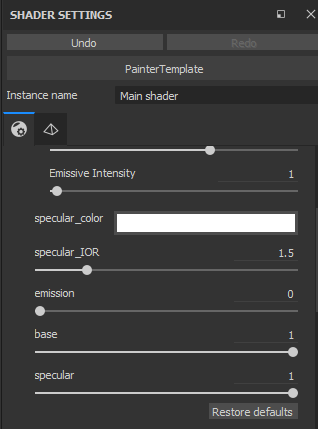 SHADER SETTINGS
Undo Redo
PainterTemplate
Instance name Main shader
Emissive Intensity 1
specular_color
specular_IOR 1.5
emission 0
base 1
specular 1
Restore defaults